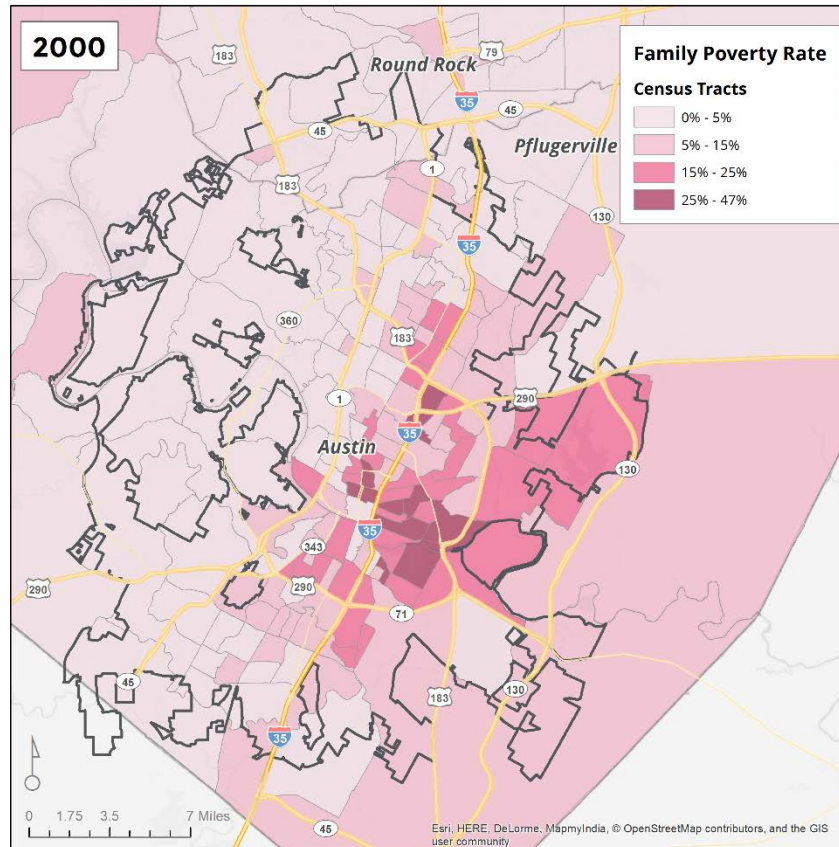 2000
Family Poverty Rate
Census Tracts
0% - 5%
5% - 15%
15% - 25%
25% - 47%
183
79
Round Rock
35
45
45
Pflugerville
1
183
130
35
360
183
290
1
35
Austin
130
35
343
290
290
71
45
130
183
35
0 1.75 3.5 7 Miles
45
Esri, HERE, DeLorme, MapmyIndia, © OpenStreetMap contributors, and the GIS
user community